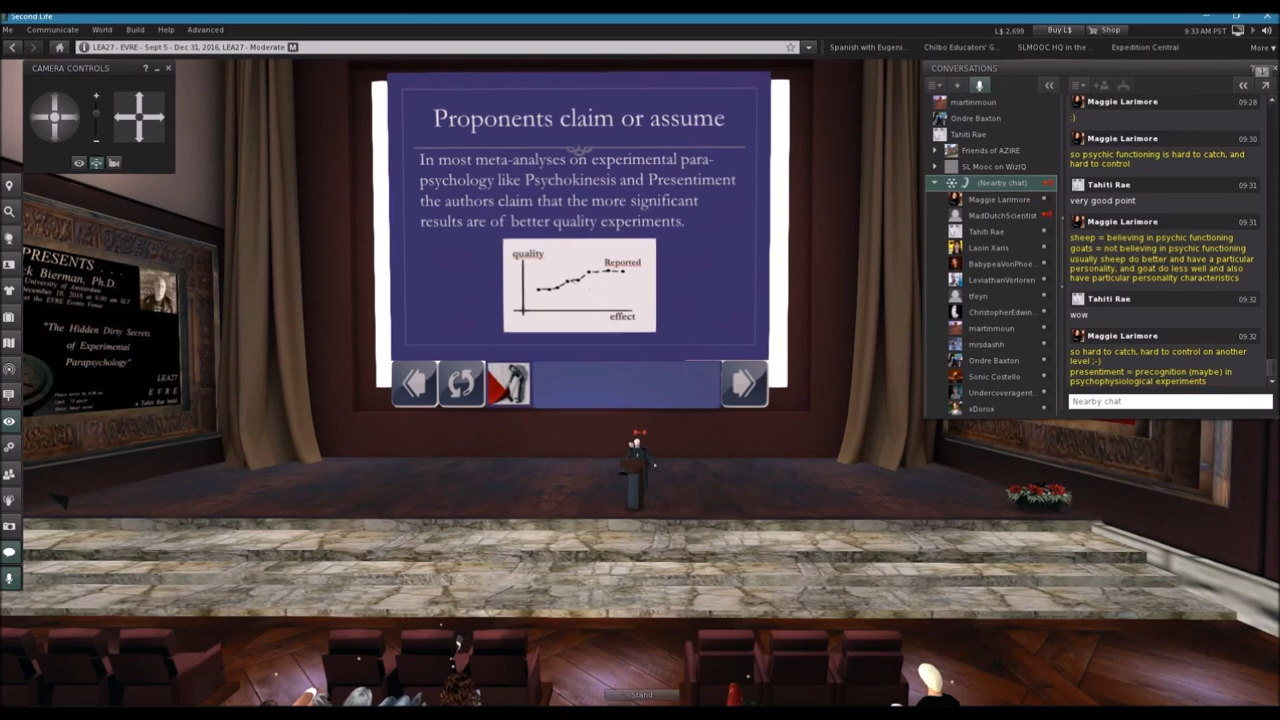 Second Life
Me Communicate World Build Help Advanced
L$ 2,699 Buy L$ Shop 9:33 AM PST
LEA27 - EVRE - Sept 5 - Dec 31, 2016, LEA27 - Moderate M
Spanish with Eugeni... Chilbo Educators' G... SLMOOC HQ in the ... Expedition Central More
CAMERA CONTROLS ?
Proponents claim or assume
In most meta-analyses on experimental para-
psychology like Psychokinesis and Presentiment
the authors claim that the more significant
results are of better quality experiments.
quality
Reported
effect
PRESENTS
ck Bierman, Ph.D.
University of Amsterdam
at the EVRE Events Venue
"The Hidden Dirty Secrets
of Experimental
Parapsychology"
LEA27
E V R E
Stand
CONVERSATIONS
martinmoun
Ondre Baxton
Tahiti Rae
Friends of AZIRE
SL Mooc on WizIQ
(Nearby chat)
Maggie Larimore
MadDutchScientist
Tahiti Rae
Laoin Xaris
BabypeaVonPhoe...
LeviathanVerloren
tfeyn
ChristopherEdwin...
martinmoun
mrsdashh
Ondre Baxton
Sonic Costello
Undercoveragent...
xDorox
Maggie Larimore 09:28
:)
Maggie Larimore 09:30
so psychic functioning is hard to catch, and
hard to control
Tahiti Rae 09:31
very good point
Maggie Larimore 09:31
sheep = believing in psychic functioning
goats = not believing in psychic functioning
usually sheep do better and have a particular
personality, and goat do less well and also
have particular personality characteristics
Tahiti Rae 09:32
wow
Maggie Larimore 09:32
so hard to catch, hard to control on another
level ;-)
presentiment = precognition (maybe) in
psychophysiological experiments
Nearby chat